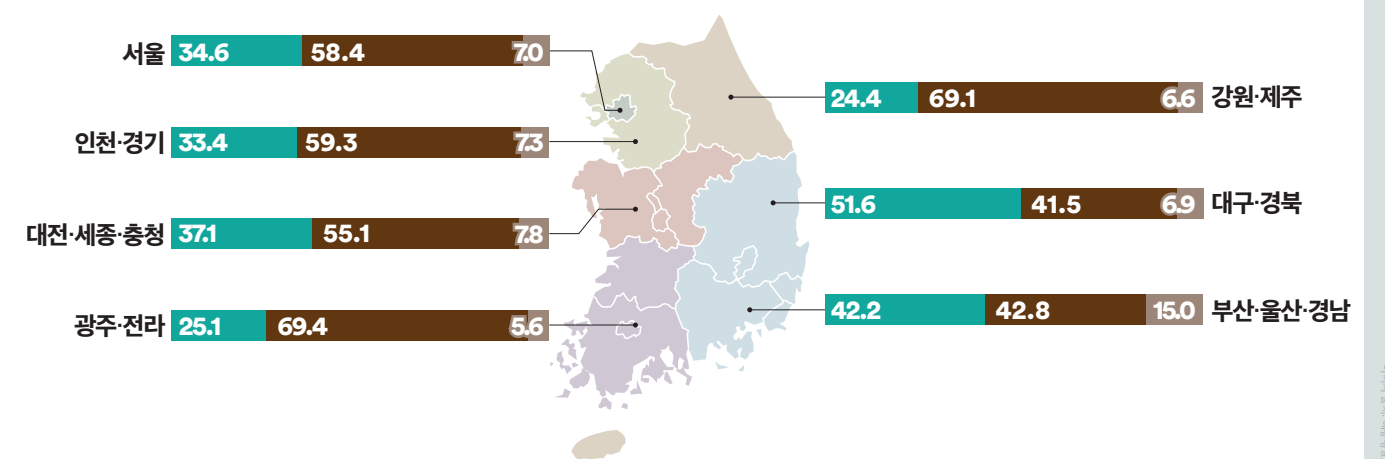 서울 34.6 58.4 7.0
인천·경기 33.4 59.3 7.3
대전·세종·충청 37.1 55.1 7.8
광주·전라 25.1 69.4 5.6
24.4 69.1 6.6 강원·제주
51.6 41.5 6.9 대구·경북
42.2 42.8 15.0 부산·울산·경남